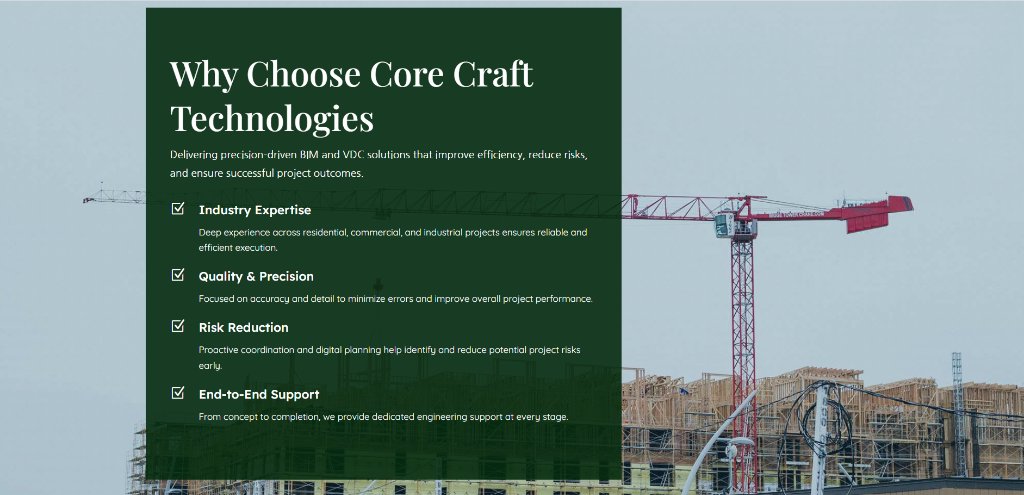 Why Choose Core Craft
Technologies
Delivering precision-driven BIM and VDC solutions that improve efficiency, reduce risks,
and ensure successful project outcomes.
Industry Expertise
Deep experience across residential, commercial, and industrial projects ensures reliable and
efficient execution.
Quality & Precision
Focused on accuracy and detail to minimize errors and improve overall project performance.
Risk Reduction
Proactive coordination and digital planning help identify and reduce potential project risks
early.
End-to-End Support
From concept to completion, we provide dedicated engineering support at every stage.